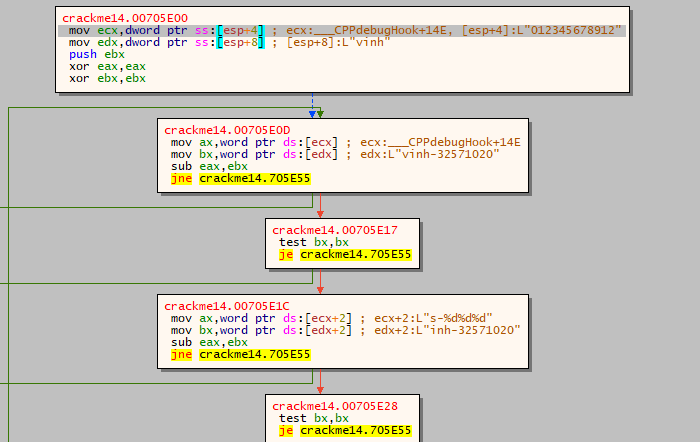 crackme14.00705E00
mov ecx,dword ptr ss:[esp+4] ; ecx:___CPPdebugHook+14E, [esp+4]:L"012345678912"
mov edx,dword ptr ss:[esp+8] ; [esp+8]:L"vinh"
push ebx
xor eax,eax
xor ebx,ebx
crackme14.00705E0D
mov ax,word ptr ds:[ecx] ; ecx:___CPPdebugHook+14E
mov bx,word ptr ds:[edx] ; edx:L"vinh-32571020"
sub eax,ebx
jne crackme14.705E55
crackme14.00705E17
test bx,bx
je crackme14.705E55
crackme14.00705E1C
mov ax,word ptr ds:[ecx+2] ; ecx+2:L"s-%d%d%d"
mov bx,word ptr ds:[edx+2] ; edx+2:L"inh-32571020"
sub eax,ebx
jne crackme14.705E55
crackme14.00705E28
test bx,bx
je crackme14.705E55